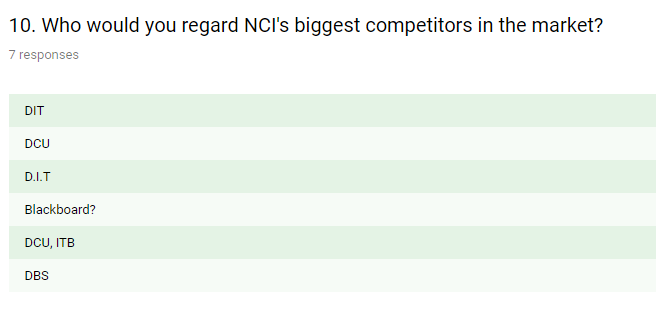 10. Who would you regard NCI's biggest competitors in the market?
7 responses
DIT
DCU
D.I.T
Blackboard?
DCU, ITB
DBS